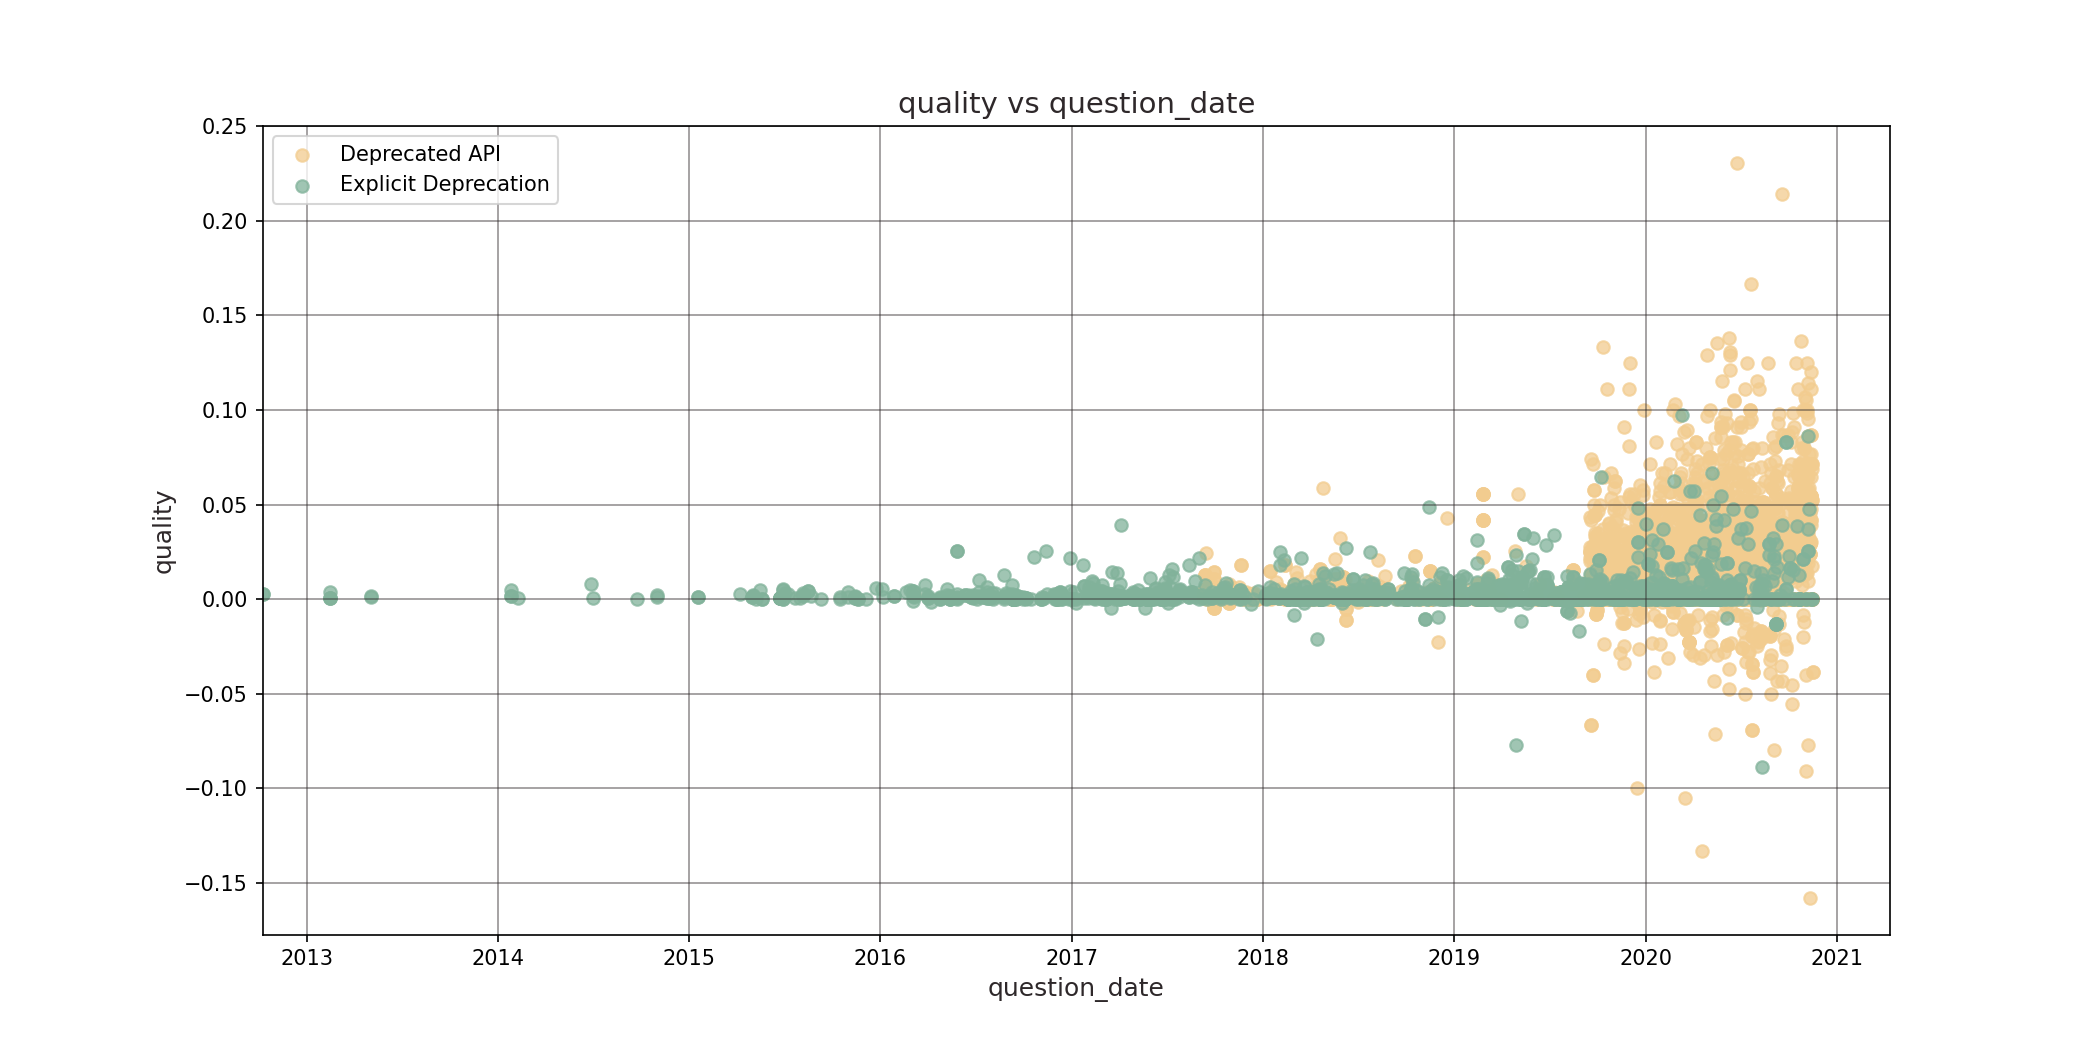 quality vs question_date
0.25
0.20
0.15
0.10
0.05
0.00
−0.05
−0.10
−0.15
quality
Deprecated API
Explicit Deprecation
2013 2014 2015 2016 2017 2018 2019 2020 2021
question_date